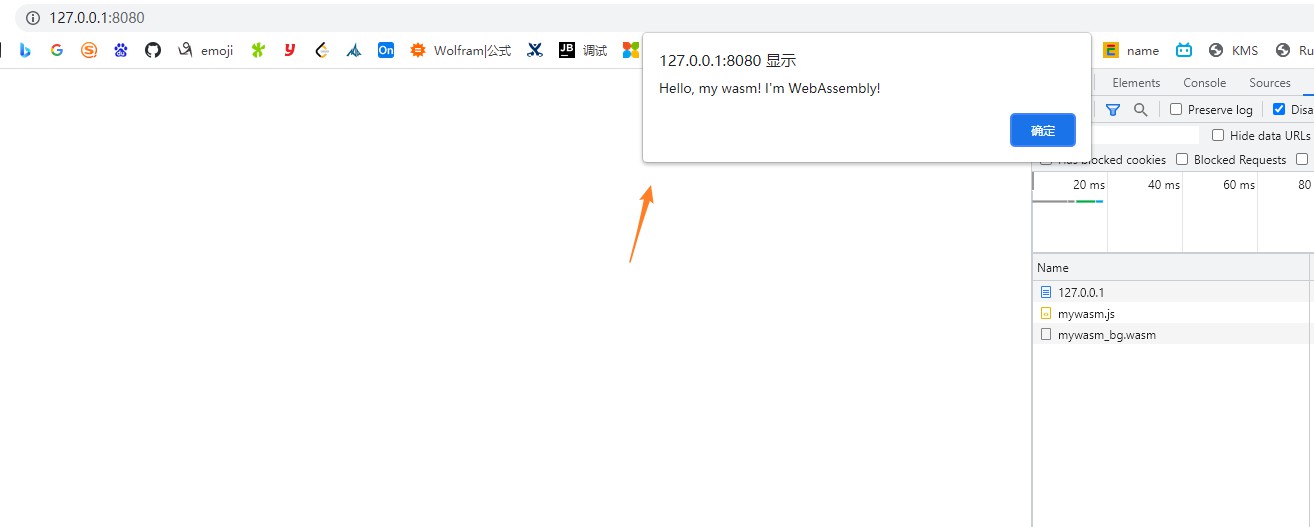 127.0.0.1:8080
emoji
Wolfram|公式
调试
name
KMS
Ru
127.0.0.1:8080 显示
Hello, my wasm! I'm WebAssembly!
确定
Elements Console Sources
Preserve log Disa
Hide data URLs
Has blocked cookies Blocked Requests
20 ms 40 ms 60 ms 80
Name
127.0.0.1
mywasm.js
mywasm_bg.wasm